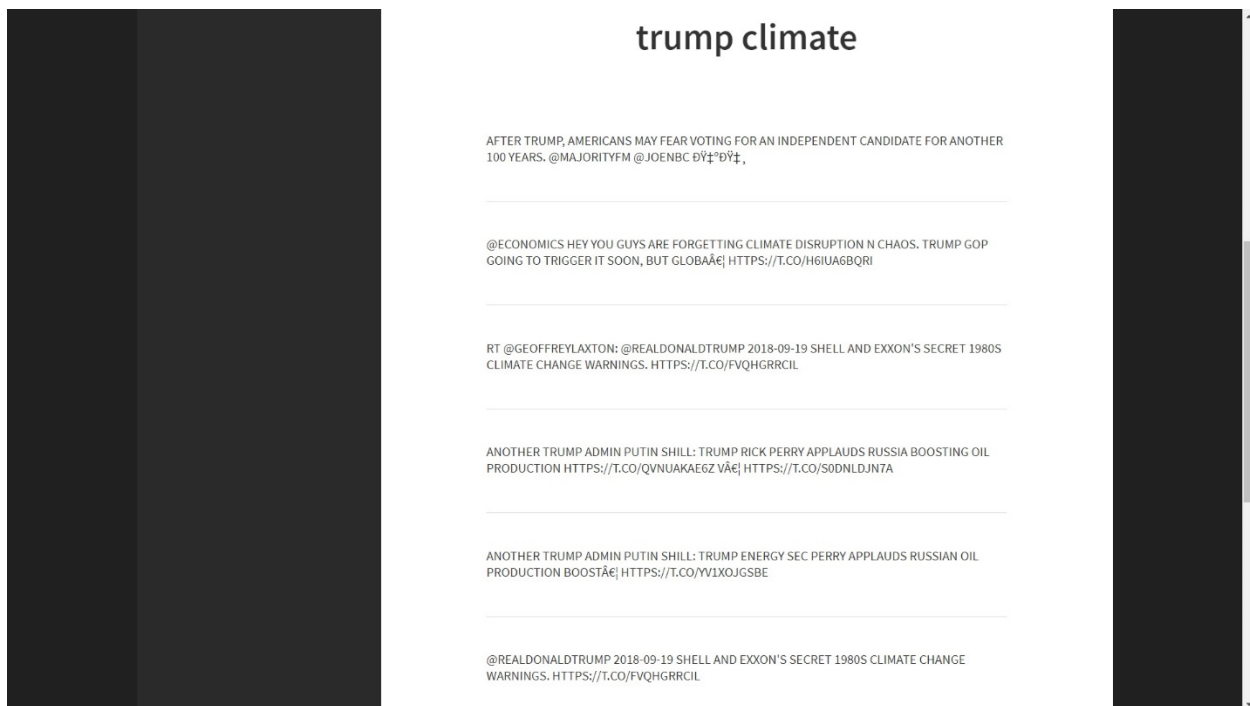 trump climate
AFTER TRUMP, AMERICANS MAY FEAR VOTING FOR AN INDEPENDENT CANDIDATE FOR ANOTHER
100 YEARS. @MAJORITYFM @JOENBC ÐŸ‡ºÐŸ‡¸
@ECONOMICS HEY YOU GUYS ARE FORGETTING CLIMATE DISRUPTION N CHAOS. TRUMP GOP
GOING TO TRIGGER IT SOON, BUT GLOBAÂ€¦ HTTPS://T.CO/H6IUA6BQRI
RT @GEOFFREYLAXTON: @REALDONALDTRUMP 2018-09-19 SHELL AND EXXON'S SECRET 1980S
CLIMATE CHANGE WARNINGS. HTTPS://T.CO/FVQHGRRCIL
ANOTHER TRUMP ADMIN PUTIN SHILL: TRUMP RICK PERRY APPLAUDS RUSSIA BOOSTING OIL
PRODUCTION HTTPS://T.CO/QVNUAKAE6Z VÂ€¦ HTTPS://T.CO/S0DNLDJN7A
ANOTHER TRUMP ADMIN PUTIN SHILL: TRUMP ENERGY SEC PERRY APPLAUDS RUSSIAN OIL
PRODUCTION BOOSTÂ€¦ HTTPS://T.CO/YV1XOJGSBE
@REALDONALDTRUMP 2018-09-19 SHELL AND EXXON'S SECRET 1980S CLIMATE CHANGE
WARNINGS. HTTPS://T.CO/FVQHGRRCIL